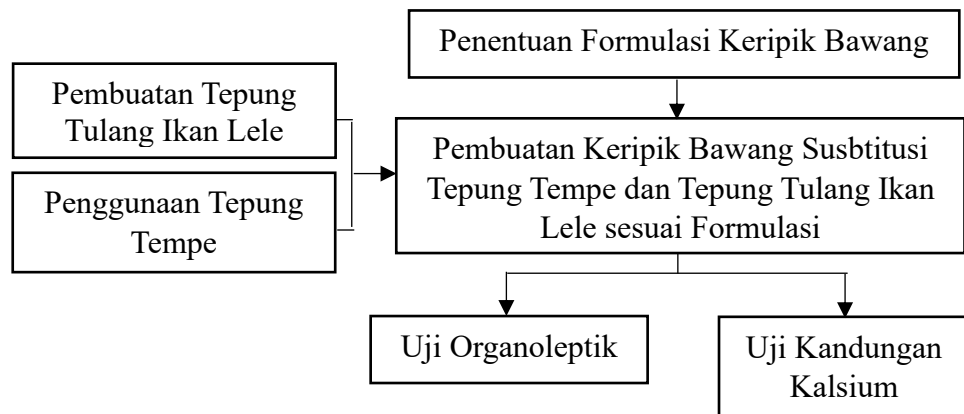 Penentuan Formulasi Keripik Bawang
Pembuatan Tepung
Tulang Ikan Lele
Penggunaan Tepung
Tempe
Pembuatan Keripik Bawang Susbtitusi
Tepung Tempe dan Tepung Tulang Ikan
Lele sesuai Formulasi
Uji Organoleptik
Uji Kandungan
Kalsium